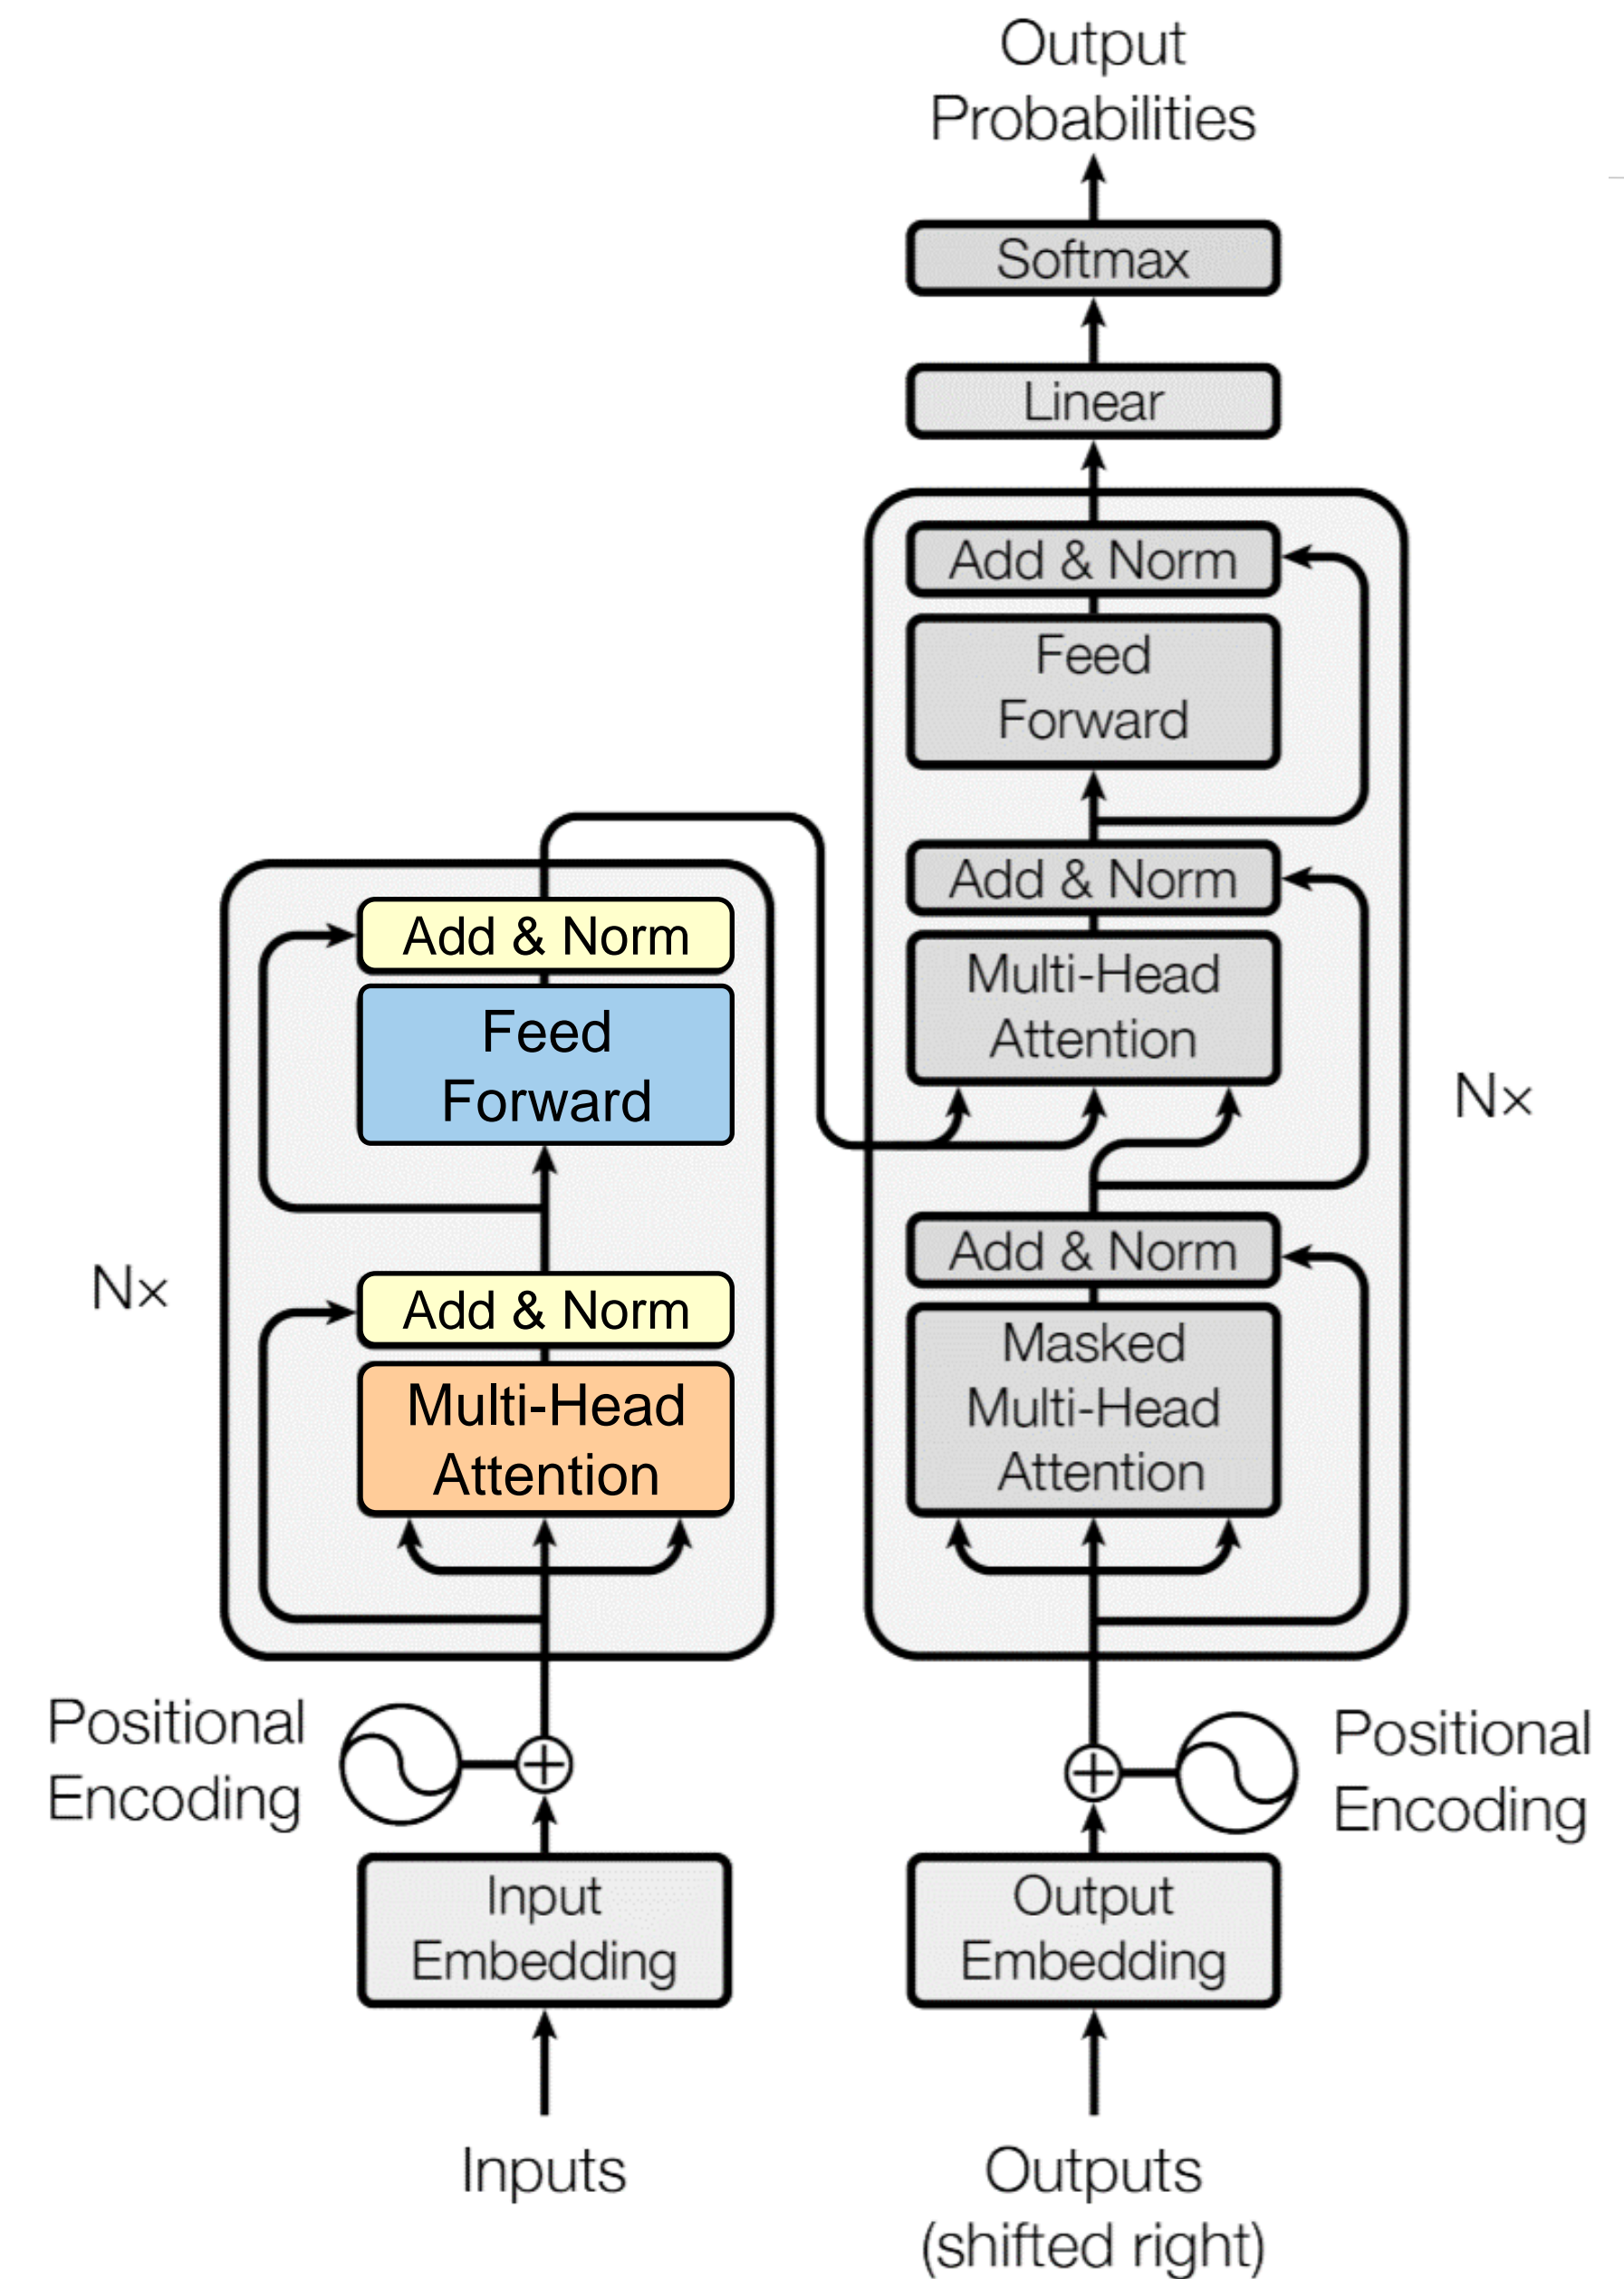 Output
Probabilities
Softmax
Linear
Add & Norm
Feed
Forward
Add & Norm
Multi-Head
Attention
Nx
Add & Norm
Masked
Multi-Head
Attention
Add & Norm
Feed
Forward
Nx
Add & Norm
Multi-Head
Attention
Positional
Encoding
Positional
Encoding
Input
Embedding
Output
Embedding
Inputs
Outputs
(shifted right)